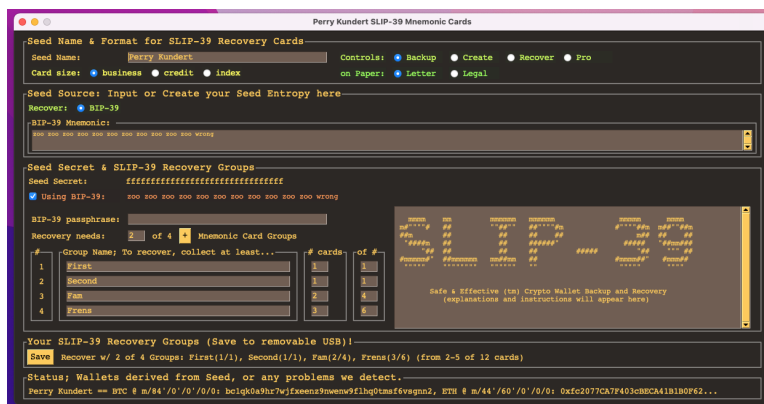 Perry Kundert SLIP-39 Mnemonic Cards
Seed Name & Format for SLIP-39 Recovery Cards
Seed Name: Perry Kundert Controls: Backup Create Recover Pro
Card size: business credit index on Paper: Letter Legal
Seed Source: Input or Create your Seed Entropy here
Recover: BIP-39
BIP-39 Mnemonic:
zoo zoo zoo zoo zoo zoo zoo zoo zoo zoo zoo wrong
Seed Secret & SLIP-39 Recovery Groups
Seed Secret: ffffffffffffffffffffffffffffffff
Using BIP-39: zoo zoo zoo zoo zoo zoo zoo zoo zoo zoo zoo wrong
BIP-39 passphrase:
Recovery needs: 2 of 4 + Mnemonic Card Groups
# Group Name; To recover, collect at least... # cards of #
1 First 1 1
2 Second 1 1
3 Fam 2 4
4 Frens 3 6
SLIP39
Safe & Effective (tm) Crypto Wallet Backup and Recovery
(explanations and instructions will appear here)
Your SLIP-39 Recovery Groups (Save to removable USB)!
Save Recover w/ 2 of 4 Groups: First(1/1), Second(1/1), Fam(2/4), Frens(3/6) (from 2-5 of 12 cards)
Status; Wallets derived from Seed, or any problems we detect.
Perry Kundert == BTC @ m/84'/0'/0'/0/0: bc1qk0a9hr7wjfxeenz9nwenw9flhq0tmsf6vsgnn2, ETH @ m/44'/60'/0'/0/0: 0xfc2077CA7F403cBECA41B1B0F62...